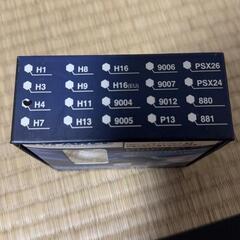 H1 H8 H16 9006 PSX26
H3 H9 H16(EU) 9007 PSX24
H4 H11 9004 9012 880
H7 H13 9005 P13 881